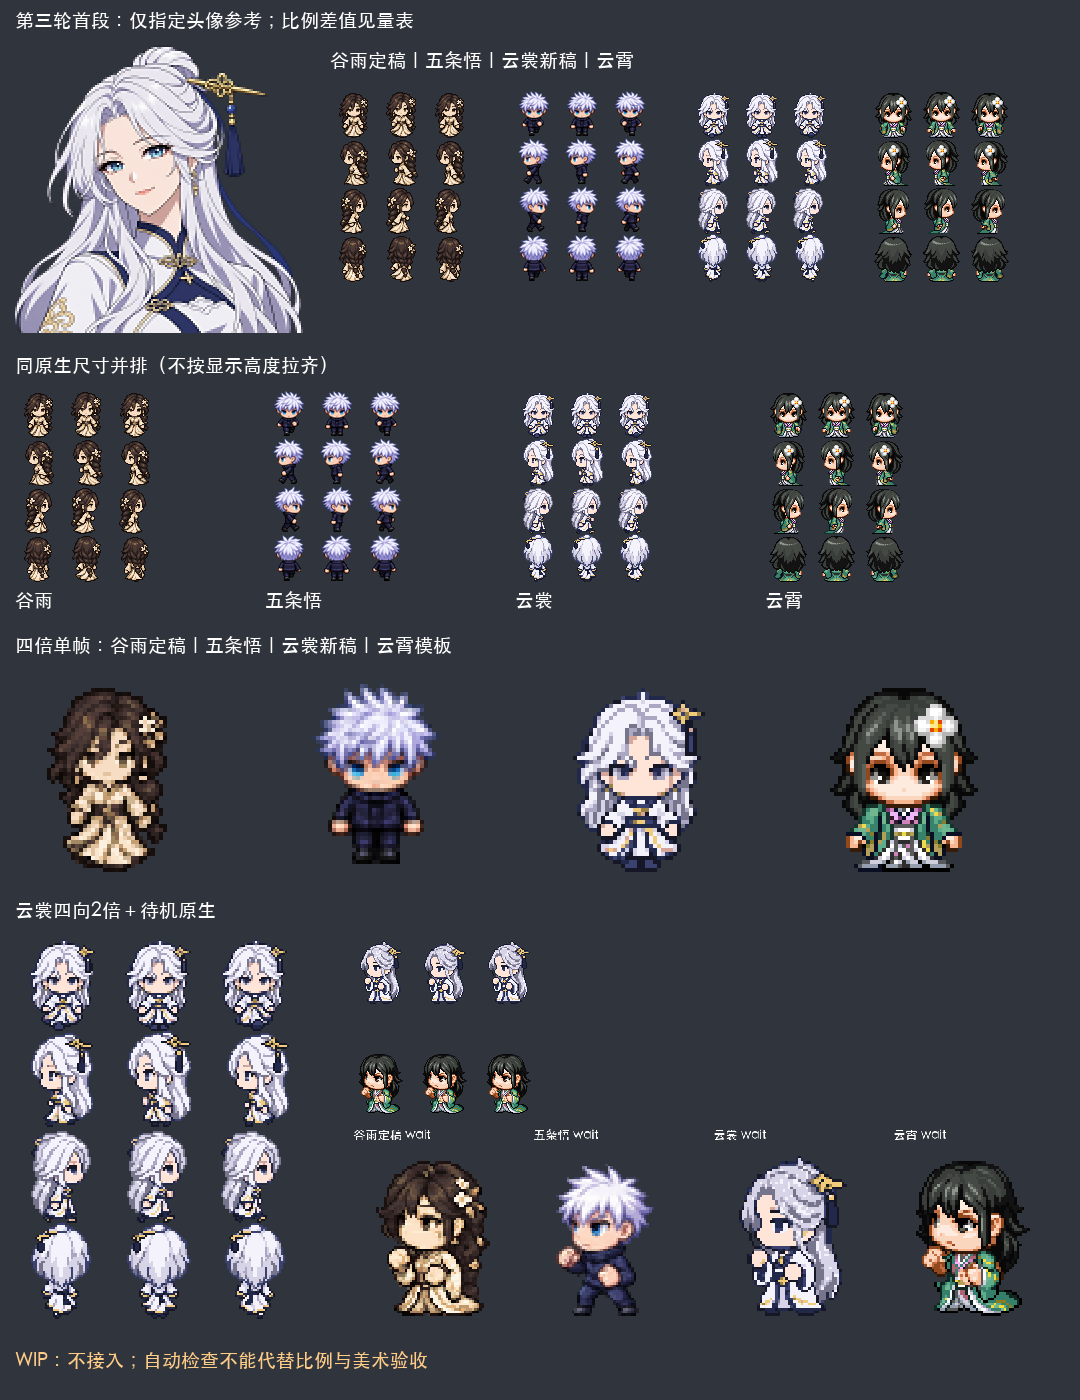 第三轮首段：仅指定头像参考；比例差值见量表
谷雨定稿｜五条悟｜云裳新稿｜云霄
同原生尺寸并排（不按显示高度拉齐）
谷雨
五条悟
云裳
云霄
四倍单帧：谷雨定稿｜五条悟｜云裳新稿｜云霄模板
云裳四向2倍＋待机原生
谷雨定稿 wait
五条悟 wait
云裳 wait
云霄 wait
WIP：不接入；自动检查不能代替比例与美术验收